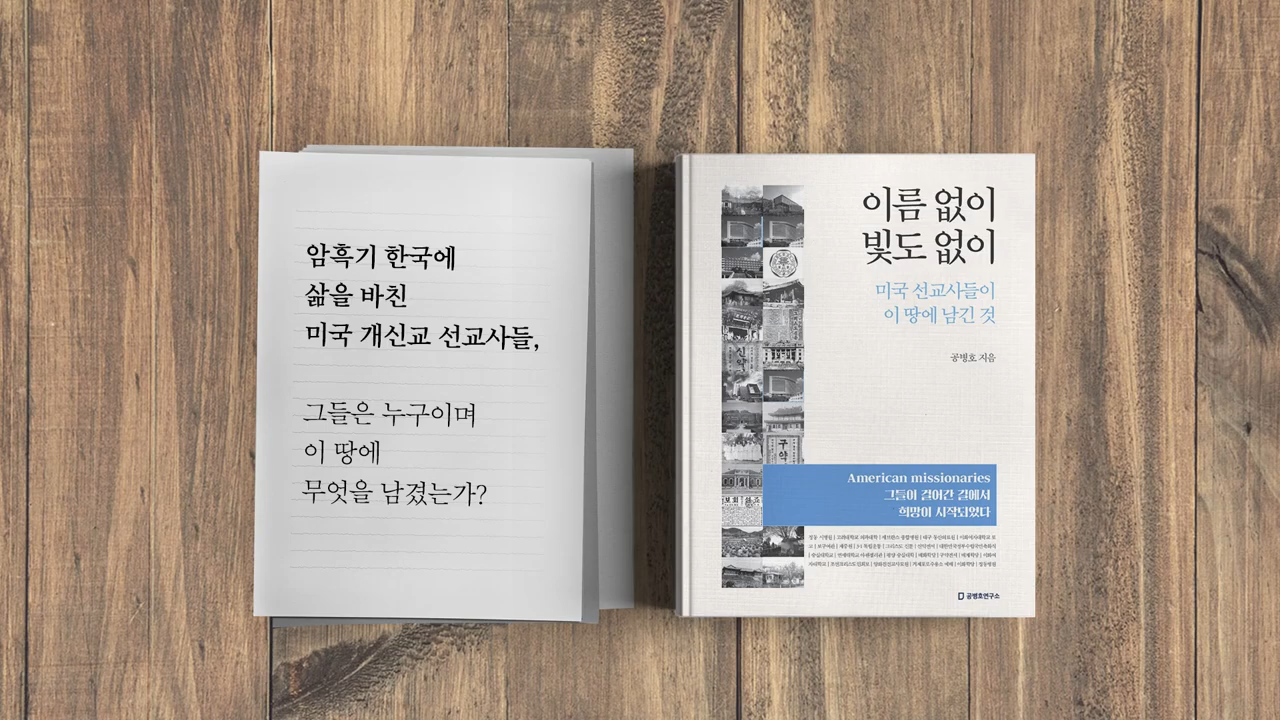 암흑기 한국에
삶을 바친
미국 개신교 선교사들,
그들은 누구이며
이 땅에
무엇을 남겼는가?
이름 없이
빛도 없이
미국 선교사들이
이 땅에 남긴 것
공병호 지음
신약
구약
American missionaries
그들이 걸어간 길에서
희망이 시작되었다
공병호연구소